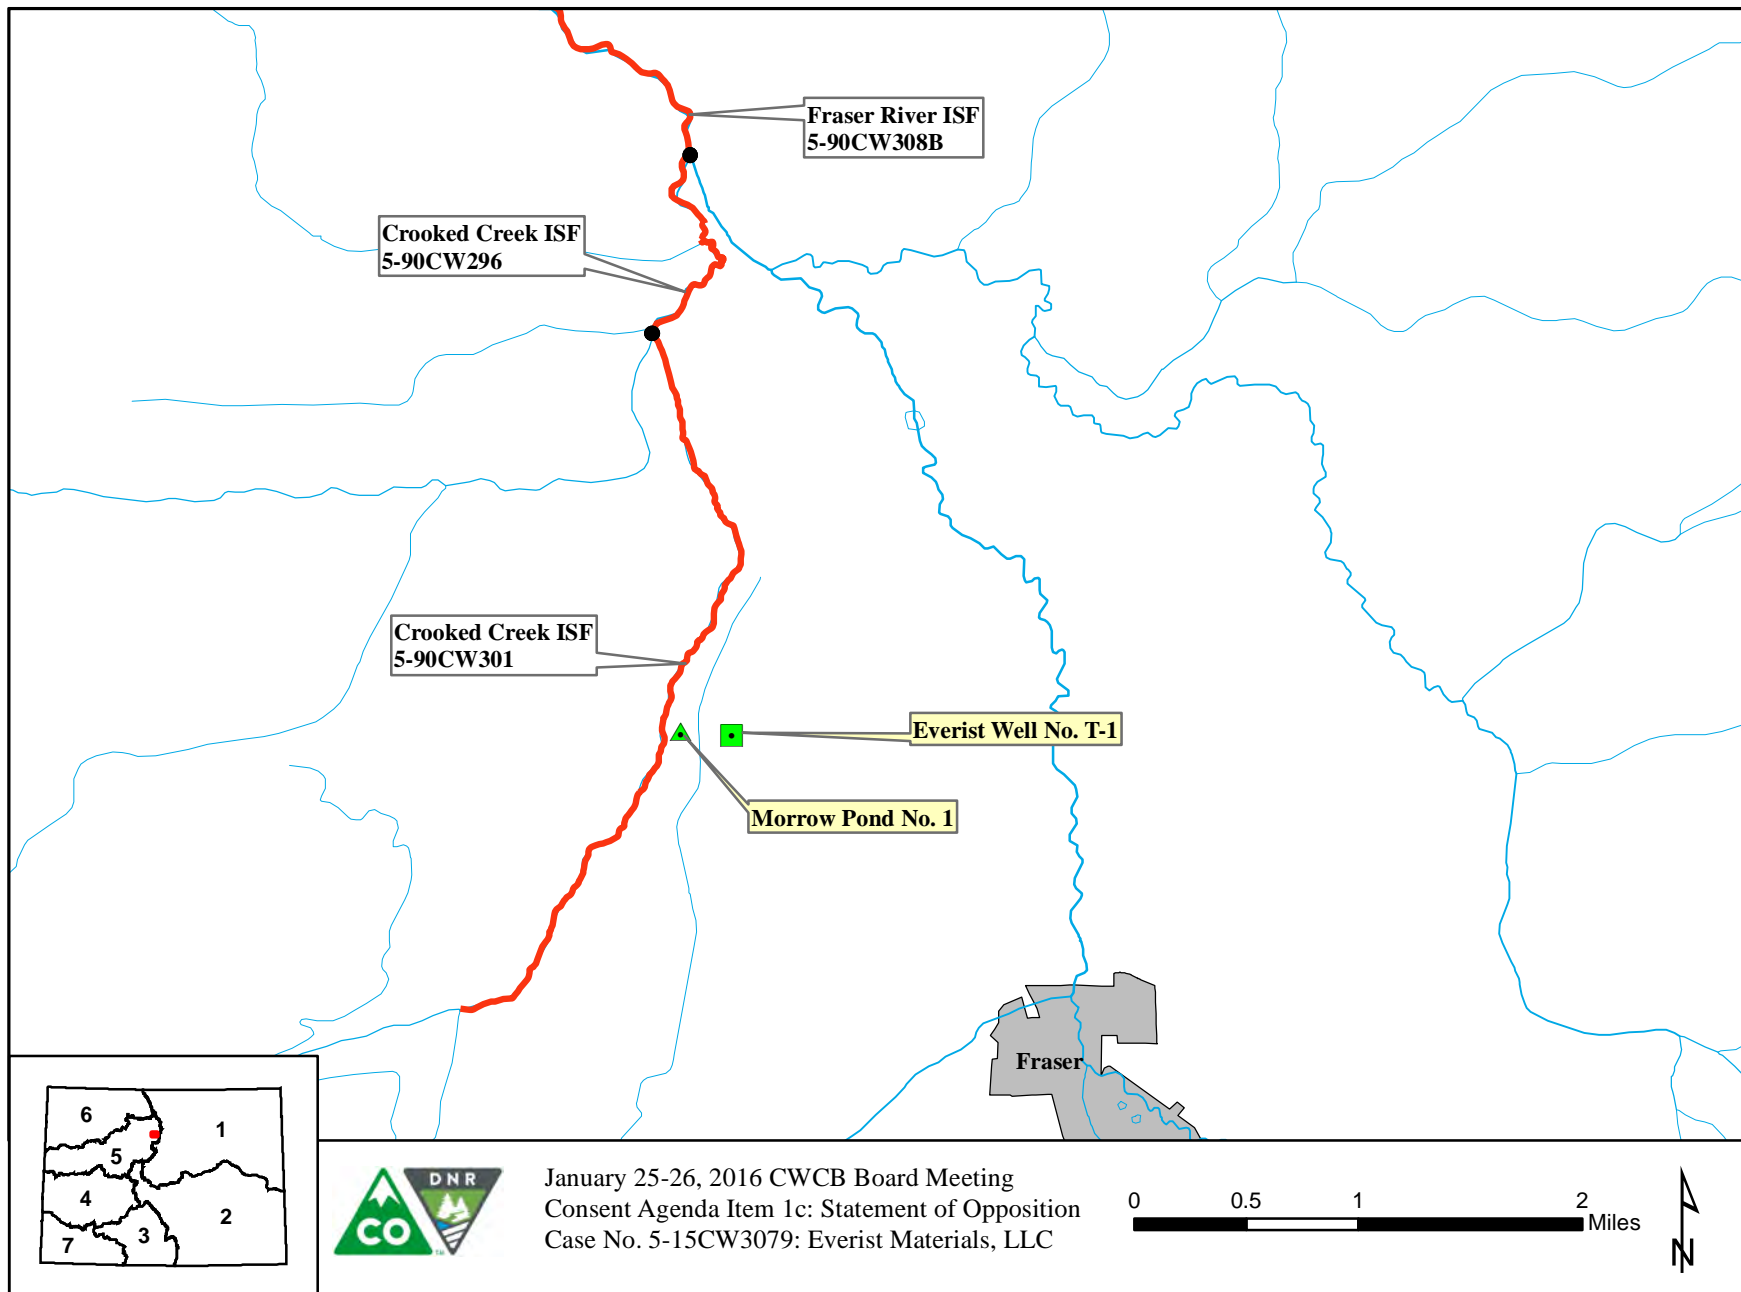 Fraser River ISF
5-90CW308B
Crooked Creek ISF
5-90CW296
Crooked Creek ISF
5-90CW301
Everist Well No. T-1
Morrow Pond No. 1
Fraser
6
1
5
4
2
3
7
CO
DNR
January 25-26, 2016 CWCB Board Meeting
Consent Agenda Item 1c: Statement of Opposition
Case No. 5-15CW3079: Everist Materials, LLC
0 0.5 1 2
Miles
N